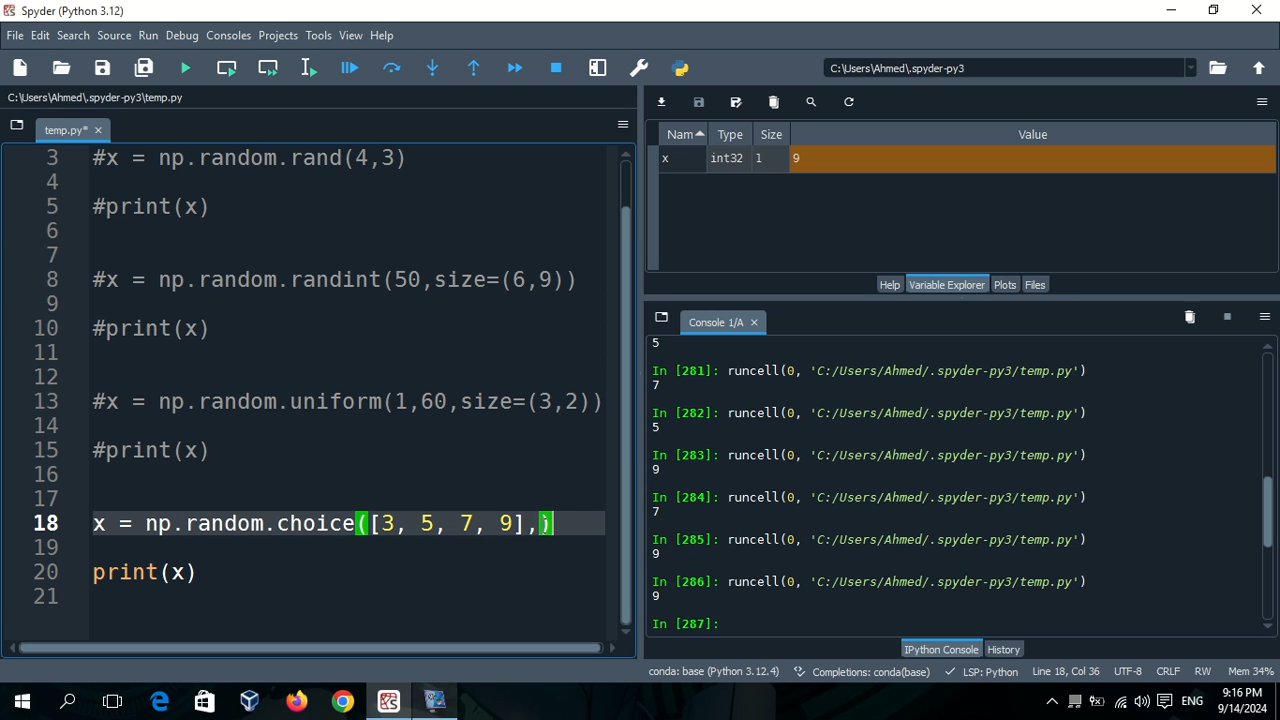 Spyder (Python 3.12)
File Edit Search Source Run Debug Consoles Projects Tools View Help
C:\Users\Ahmed\.spyder-py3
C:\Users\Ahmed\.spyder-py3\temp.py
temp.py*
3 #x = np.random.rand(4,3)
4
5 #print(x)
6
7
8 #x = np.random.randint(50,size=(6,9))
9
10 #print(x)
11
12
13 #x = np.random.uniform(1,60,size=(3,2))
14
15 #print(x)
16
17
18 x = np.random.choice([3, 5, 7, 9],)
19
20 print(x)
21
Nam Type Size Value
x int32 1 9
Help Variable Explorer Plots Files
Console 1/A
5
In [281]: runcell(0, 'C:/Users/Ahmed/.spyder-py3/temp.py')
7
In [282]: runcell(0, 'C:/Users/Ahmed/.spyder-py3/temp.py')
5
In [283]: runcell(0, 'C:/Users/Ahmed/.spyder-py3/temp.py')
9
In [284]: runcell(0, 'C:/Users/Ahmed/.spyder-py3/temp.py')
7
In [285]: runcell(0, 'C:/Users/Ahmed/.spyder-py3/temp.py')
9
In [286]: runcell(0, 'C:/Users/Ahmed/.spyder-py3/temp.py')
9
In [287]:
IPython Console History
conda: base (Python 3.12.4) Completions: conda(base) LSP: Python Line 18, Col 36 UTF-8 CRLF RW Mem 34%
ENG
9:16 PM
9/14/2024